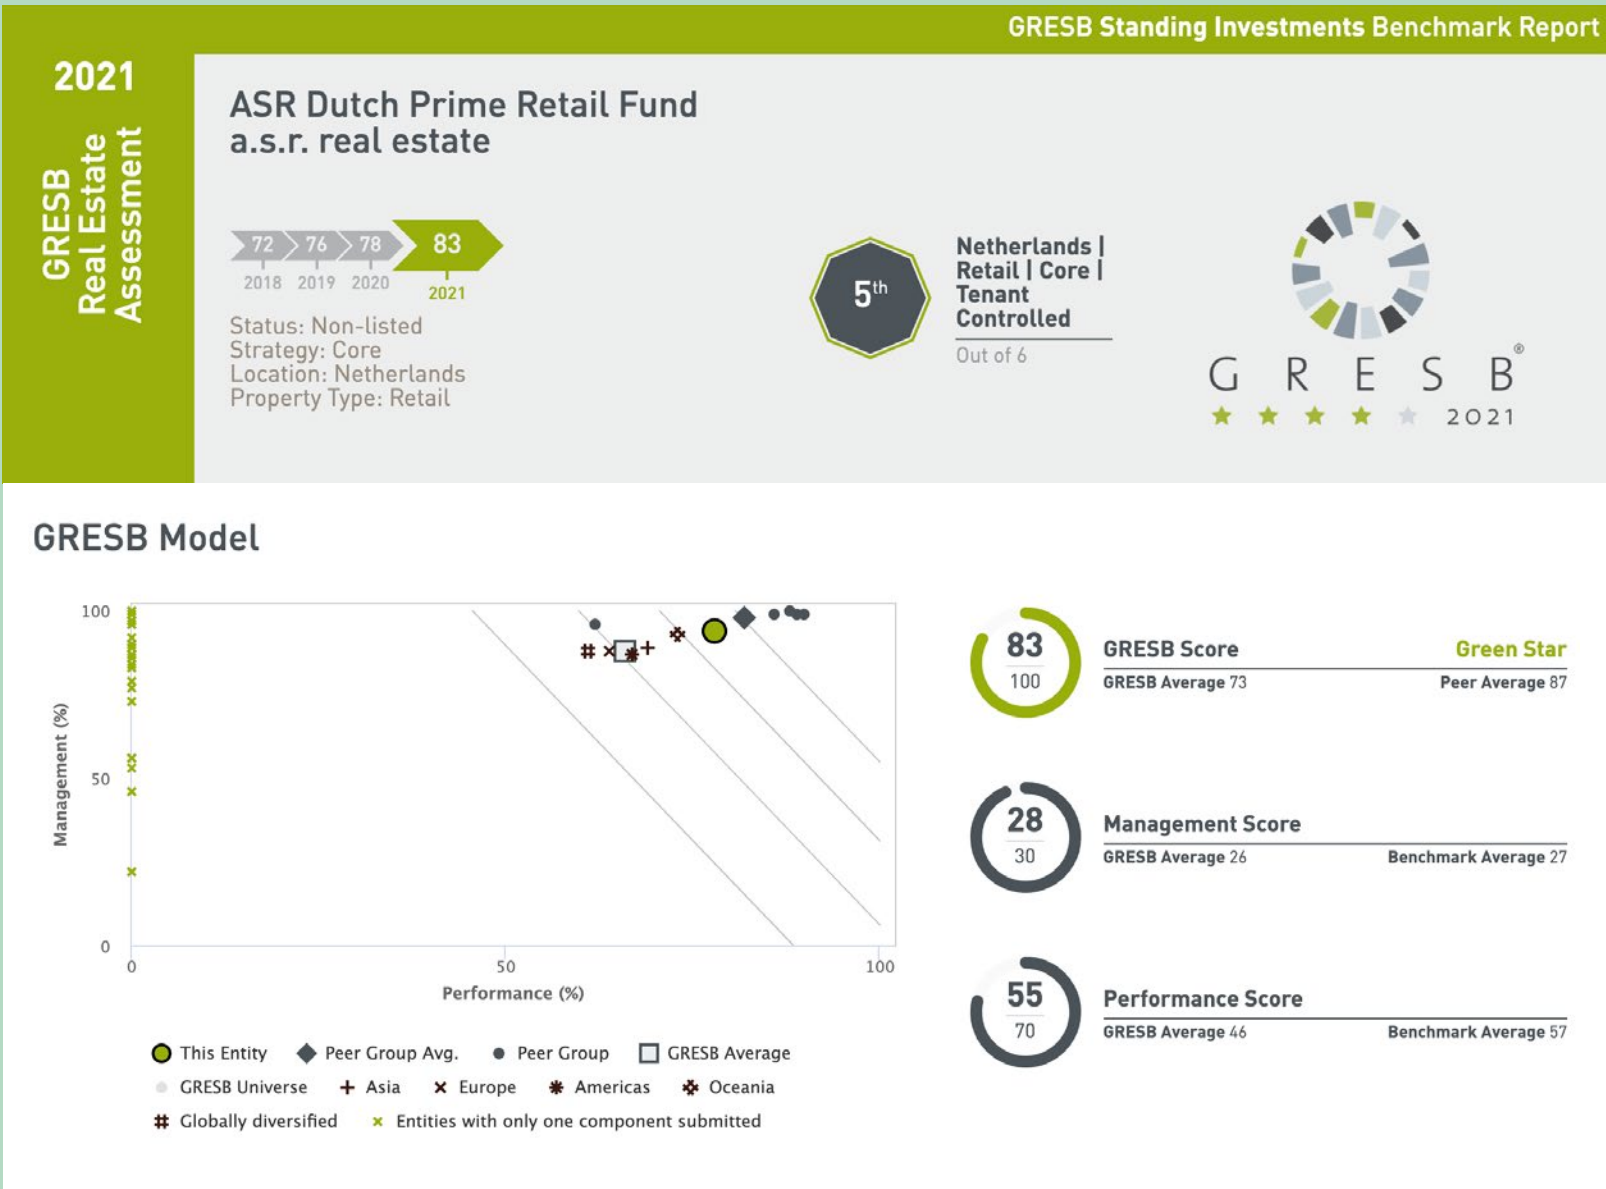 GRESB Standing Investments Benchmark Report
2021
GRESB
Real Estate
Assessment
ASR Dutch Prime Retail Fund
a.s.r. real estate
72 76 78 83
2018 2019 2020 2021
Status: Non-listed
Strategy: Core
Location: Netherlands
Property Type: Retail
5th
Netherlands |
Retail | Core |
Tenant
Controlled
Out of 6
G R E S B®
2021
GRESB Model
100
50
0
Management (%)
0 50 100
Performance (%)
This Entity Peer Group Avg. Peer Group GRESB Average
GRESB Universe Asia Europe Americas Oceania
Globally diversified Entities with only one component submitted
83
100
GRESB Score Green Star
GRESB Average 73 Peer Average 87
28
30
Management Score
GRESB Average 26 Benchmark Average 27
55
70
Performance Score
GRESB Average 46 Benchmark Average 57